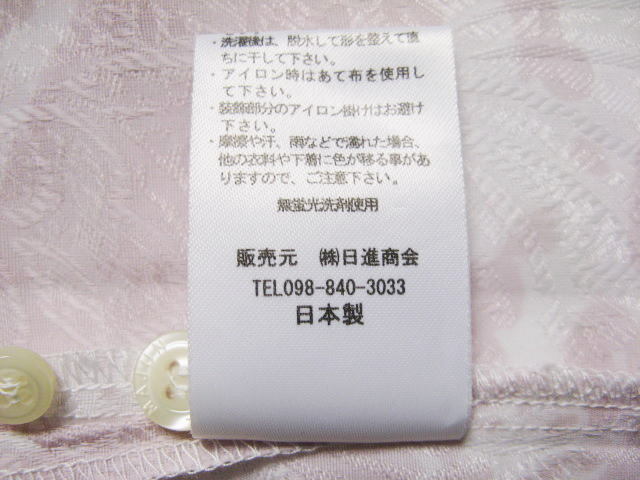 ・洗濯後は、脱水して形を整えて直
ちに干して下さい。
・アイロン時はあて布を使用し
て下さい。
・装飾部分のアイロン掛けはお避け
下さい。
・摩擦や汗、雨などで濡れた場合、
他の衣料や下着に色が移る事があ
りますので、ご注意下さい。
無蛍光洗剤使用
販売元 ㈱日進商会
TEL098-840-3033
日本製